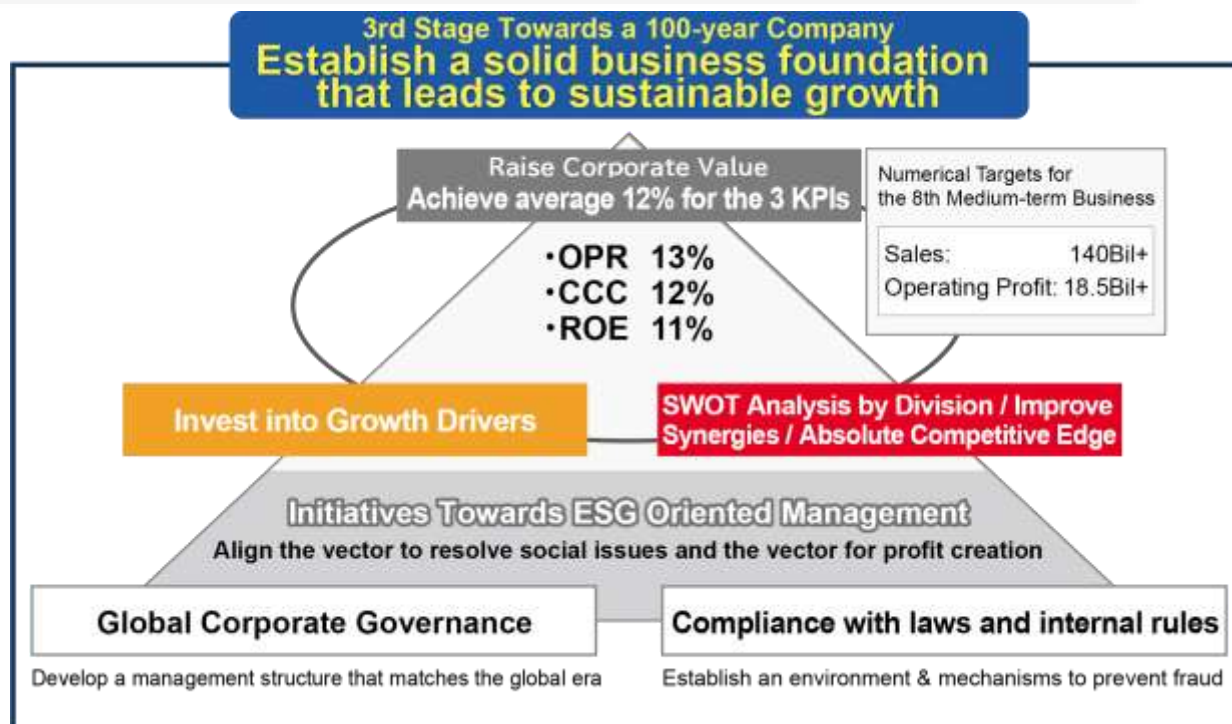 3rd Stage Towards a 100-year Company
Establish a solid business foundation
that leads to sustainable growth
Raise Corporate Value
Achieve average 12% for the 3 KPIs
Numerical Targets for
the 8th Medium-term Business
Sales: 140Bil+
Operating Profit: 18.5Bil+
・OPR 13%
・CCC 12%
・ROE 11%
Invest into Growth Drivers
SWOT Analysis by Division / Improve
Synergies / Absolute Competitive Edge
Initiatives Towards ESG Oriented Management
Align the vector to resolve social issues and the vector for profit creation
Global Corporate Governance
Develop a management structure that matches the global era
Compliance with laws and internal rules
Establish an environment & mechanisms to prevent fraud